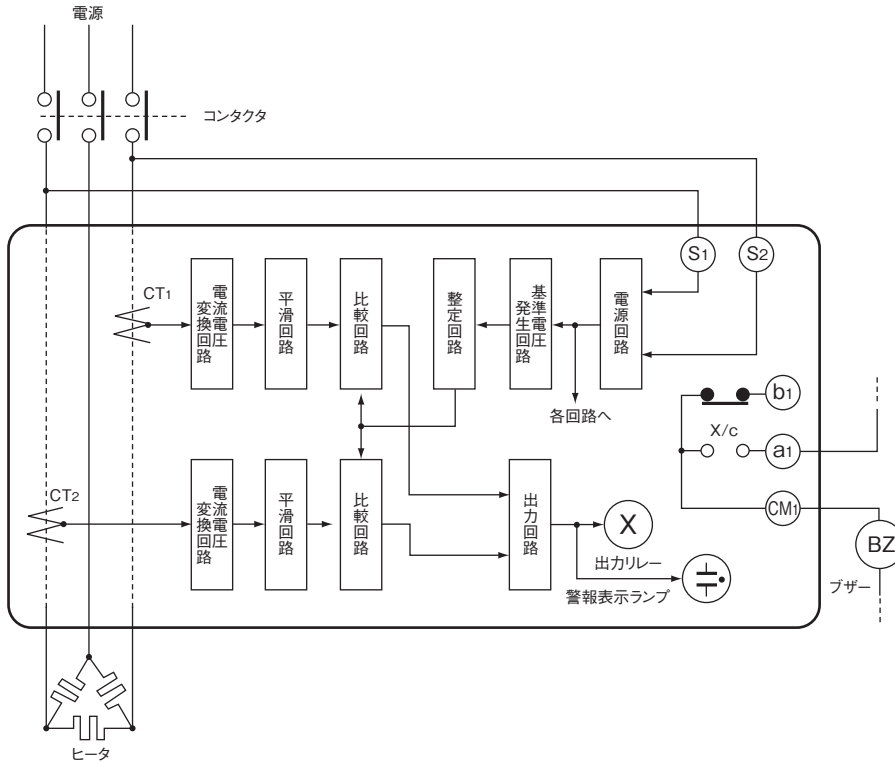 電源
コンタクタ
S1
S2
CT1
電流電圧
変換回路
平滑回路
比較回路
整定回路
基準電圧
発生回路
電源回路
各回路へ
b1
X/c
a1
CM1
BZ
ブザー
CT2
電流電圧
変換回路
平滑回路
比較回路
出力回路
X
出力リレー
警報表示ランプ
ヒータ